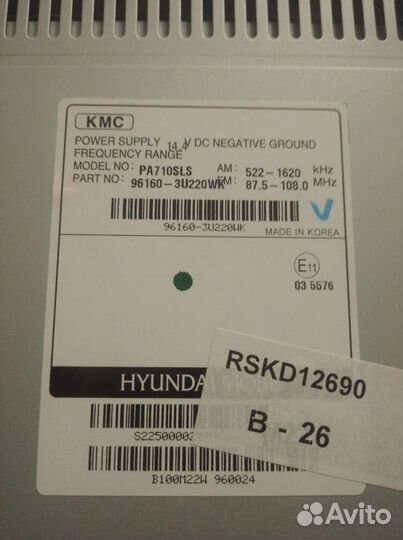 KMC
POWER SUPPLY 14.4 V DC NEGATIVE GROUND
FREQUENCY RANGE
MODEL NO: PA710SLS AM: 522-1620 kHz
PART NO: 96160-3U220WK FM: 87.5-108.0 MHz
96160-3U220WK
MADE IN KOREA
E11
03 5576
HYUNDAI
RSKD12690
B - 26
B100M22W 960024
Avito